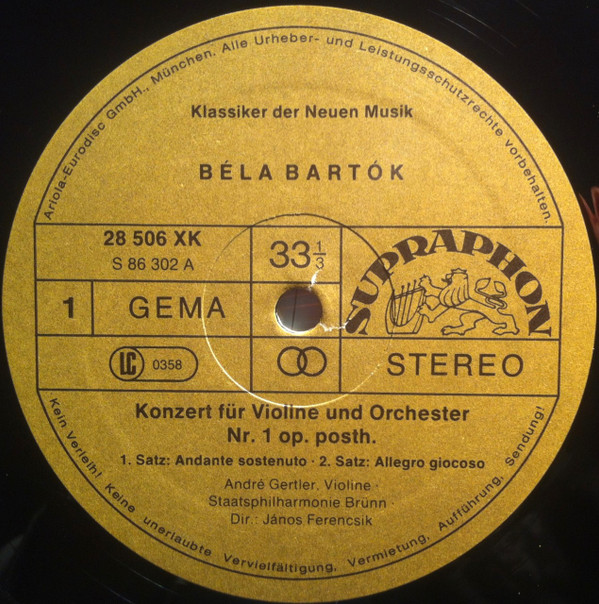 Ariola-Eurodisc GmbH., München. Alle Urheber- und Leistungsschutzrechte vorbehalten.
Klassiker der Neuen Musik
BÉLA BARTÓK
28 506 XK
S 86 302 A
33 1/3
SUPRAPHON
1
GEMA
LC 0358
STEREO
Konzert für Violine und Orchester
Nr. 1 op. posth.
1. Satz: Andante sostenuto · 2. Satz: Allegro giocoso
André Gertler, Violine ·
Staatsphilharmonie Brünn ·
Dir.: János Ferencsik
Kein Verleih! Keine unerlaubte Vervielfältigung, Vermietung, Aufführung, Sendung!